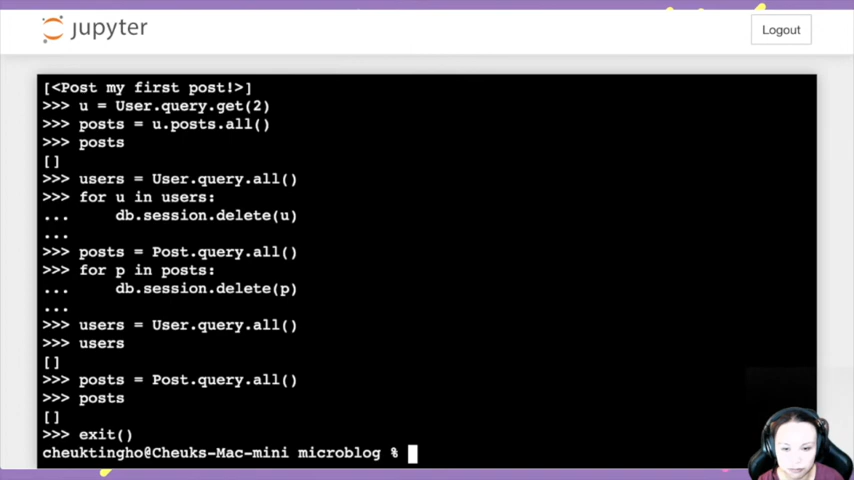 jupyter
Logout
[<Post my first post!>]
>>> u = User.query.get(2)
>>> posts = u.posts.all()
>>> posts
[]
>>> users = User.query.all()
>>> for u in users:
...     db.session.delete(u)
...
>>> posts = Post.query.all()
>>> for p in posts:
...     db.session.delete(p)
...
>>> users = User.query.all()
>>> users
[]
>>> posts = Post.query.all()
>>> posts
[]
>>> exit()
cheuktingho@Cheuks-Mac-mini microblog %